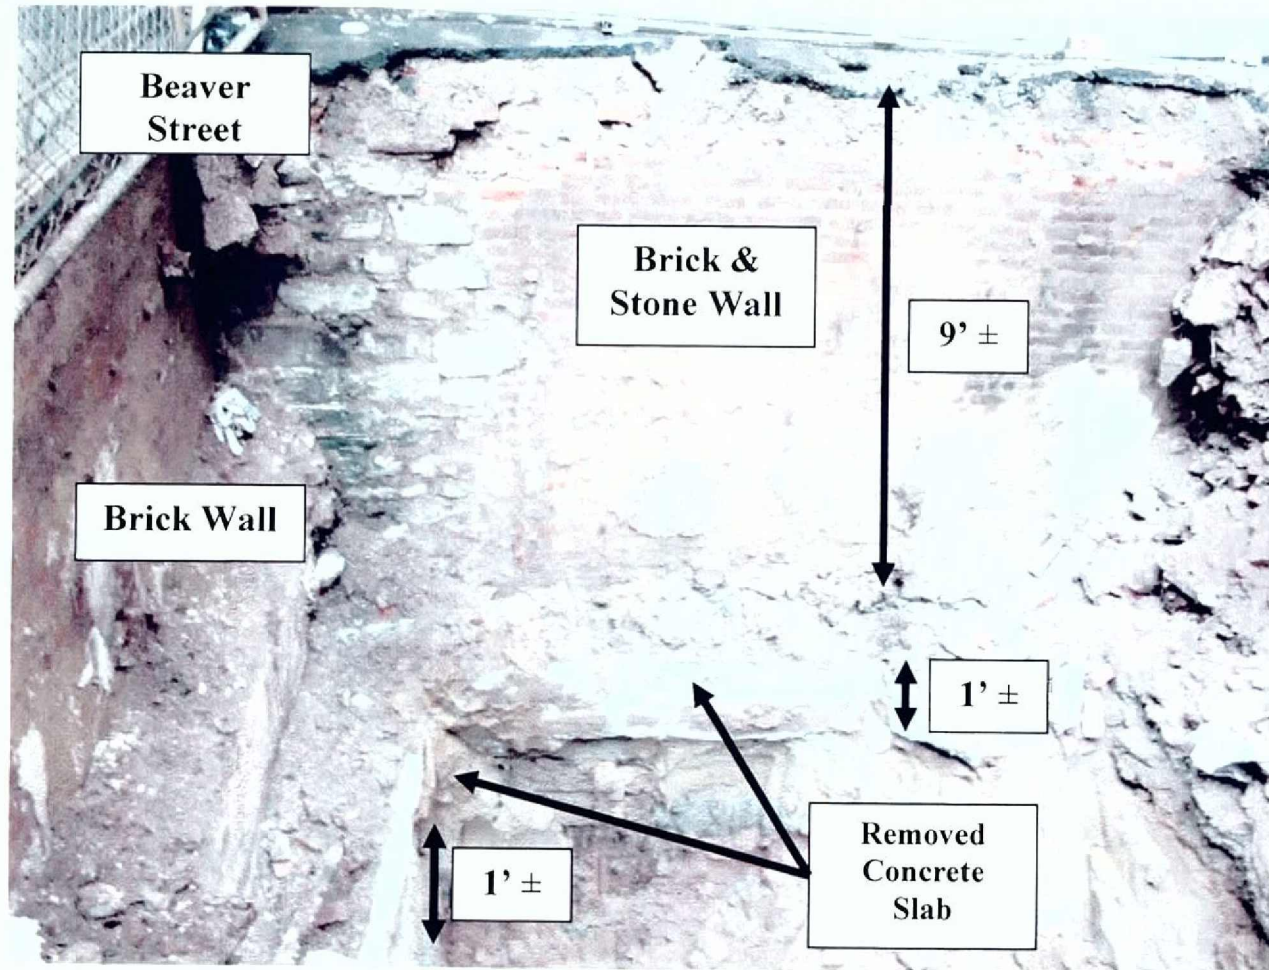 Beaver
Street
Brick &
Stone Wall
9’ ±
Brick Wall
1’ ±
1’ ±
Removed
Concrete
Slab